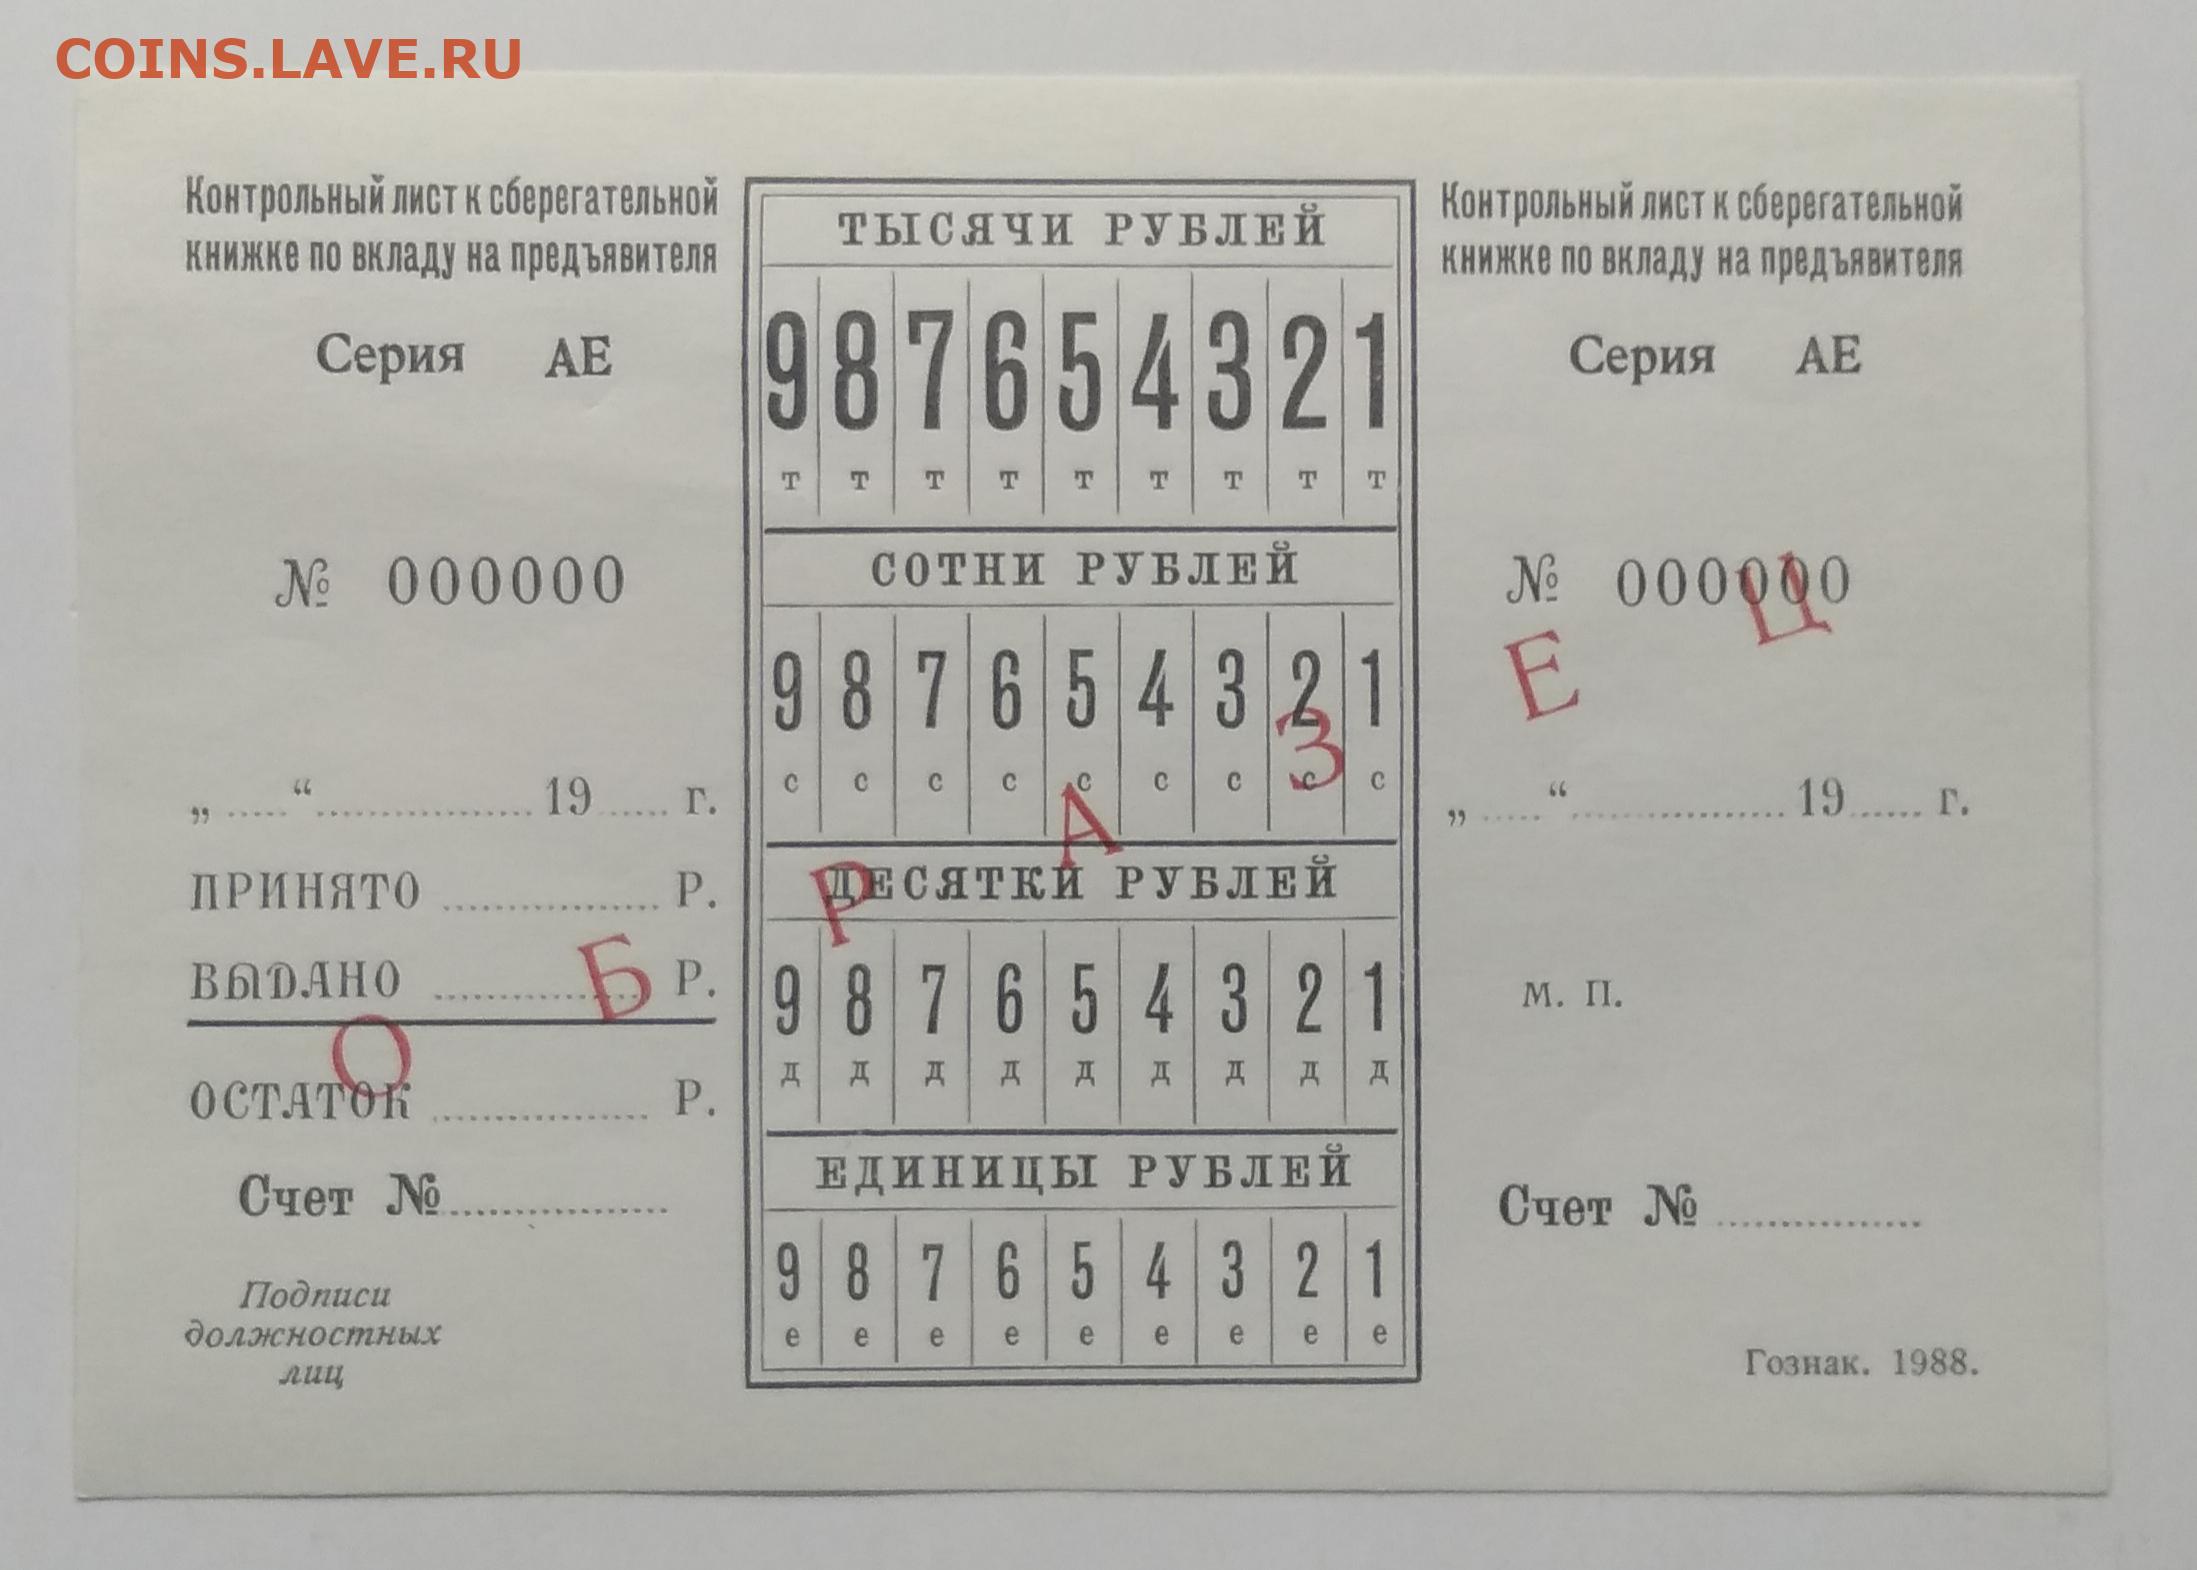 COINS.LAVE.RU
Контрольный лист к сберегательной
книжке по вкладу на предъявителя
Серия АЕ
№ 000000
„ ..... “ ................. 19 ...... г.
ПРИНЯТО ................. Р.
ВЫДАНО ................. Р.
ОСТАТОК ................. Р.
Счет № .................
Подписи
должностных
лиц
ТЫСЯЧИ РУБЛЕЙ
9 8 7 6 5 4 3 2 1
т т т т т т т т т
СОТНИ РУБЛЕЙ
9 8 7 6 5 4 3 2 1
с с с с с с с с с
ДЕСЯТКИ РУБЛЕЙ
9 8 7 6 5 4 3 2 1
д д д д д д д д д
ЕДИНИЦЫ РУБЛЕЙ
9 8 7 6 5 4 3 2 1
е е е е е е е е е
Контрольный лист к сберегательной
книжке по вкладу на предъявителя
Серия АЕ
№ 000000
„ ..... “ ................. 19 ...... г.
м. п.
Счет № ................
Гознак. 1988.
ОБРАЗЕЦ